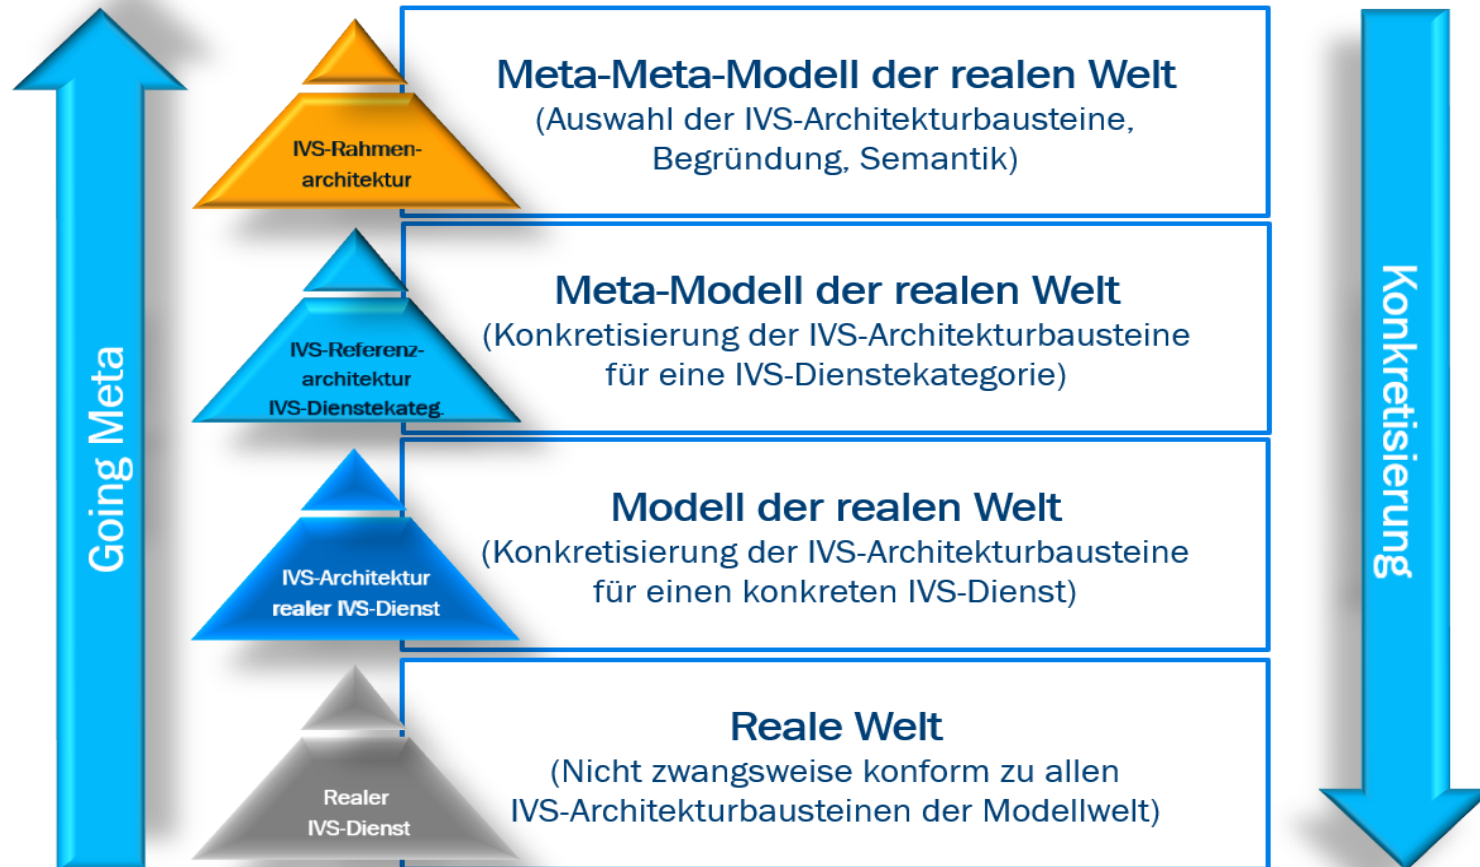 Going Meta
IVS-Rahmen-
architektur
Meta-Meta-Modell der realen Welt
(Auswahl der IVS-Architekturbausteine,
Begründung, Semantik)
IVS-Referenz-
architektur
IVS-Dienstekateg.
Meta-Modell der realen Welt
(Konkretisierung der IVS-Architekturbausteine
für eine IVS-Dienstekategorie)
IVS-Architektur
realer IVS-Dienst
Modell der realen Welt
(Konkretisierung der IVS-Architekturbausteine
für einen konkreten IVS-Dienst)
Realer
IVS-Dienst
Reale Welt
(Nicht zwangsweise konform zu allen
IVS-Architekturbausteinen der Modellwelt)
Konkretisierung